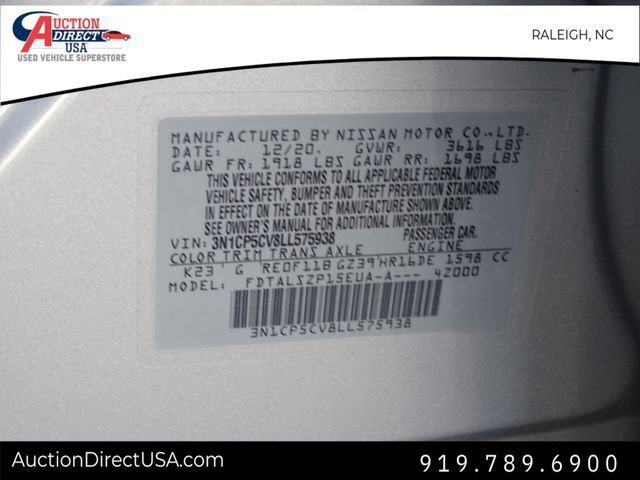 AUCTION
DIRECT
USA
USED VEHICLE SUPERSTORE
RALEIGH, NC
MANUFACTURED BY NISSAN MOTOR CO.,LTD.
DATE: 12/20. GVWR: 3616 LBS
GAWR FR: 1918 LBS GAWR RR: 1698 LBS
THIS VEHICLE CONFORMS TO ALL APPLICABLE FEDERAL MOTOR
VEHICLE SAFETY, BUMPER AND THEFT PREVENTION STANDARDS
IN EFFECT ON THE DATE OF MANUFACTURE SHOWN ABOVE.
SEE OWNER'S MANUAL FOR ADDITIONAL INFORMATION.
VIN: 3N1CP5CV8LL575938 PASSENGER CAR
COLOR TRIM TRANS AXLE ENGINE
K23 G RE0F11B GZ39 HR16DE 1598 CC
MODEL: FDTALSZP15EUA-A--- 4Z000
3N1CP5CV8LL575938
AuctionDirectUSA.com
919.789.6900